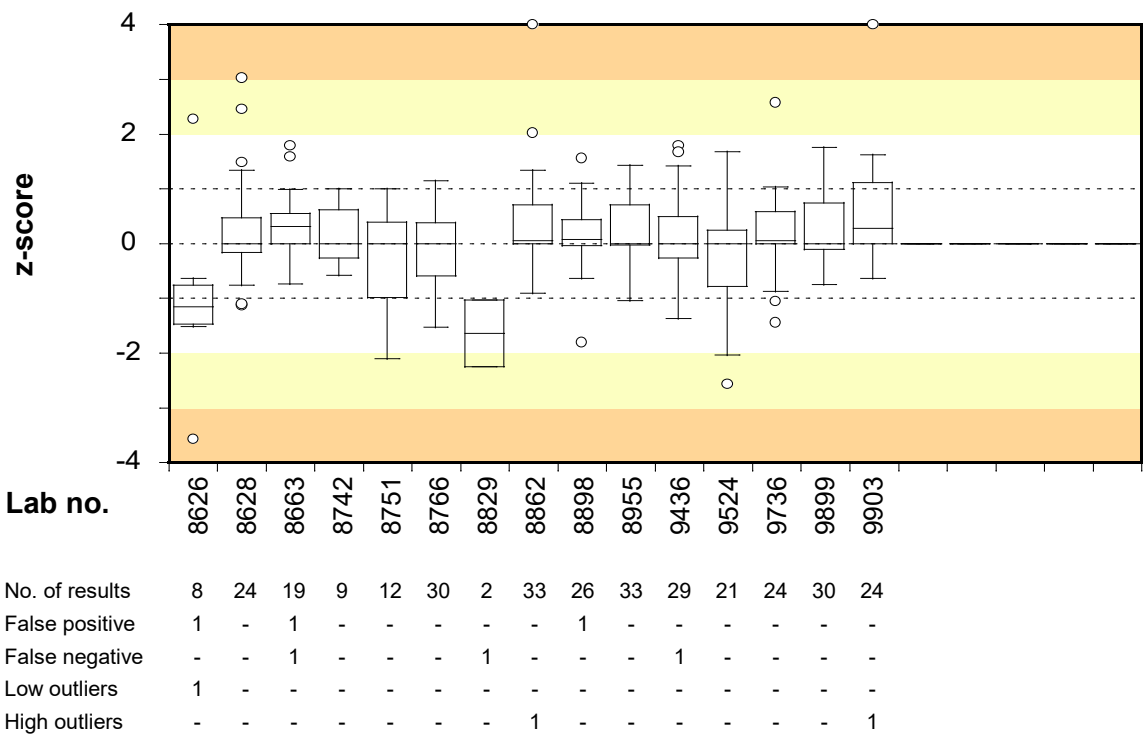 4
2
0
-2
-4
z-score
Lab no.
8626 8628 8663 8742 8751 8766 8829 8862 8898 8955 9436 9524 9736 9899 9903
No. of results 8 24 19 9 12 30 2 33 26 33 29 21 24 30 24
False positive 1 - 1 - - - - - 1 - - - - - -
False negative - - 1 - - - 1 - - - 1 - - - -
Low outliers 1 - - - - - - - - - - - - - -
High outliers - - - - - - - 1 - - - - - - 1